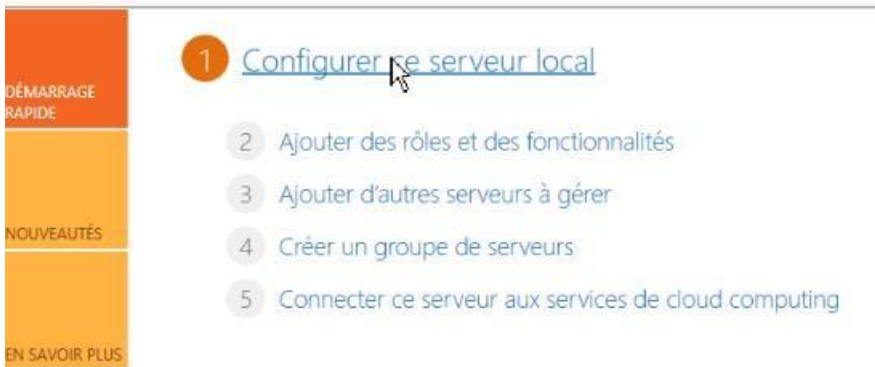 DÉMARRAGE
RAPIDE
NOUVEAUTÉS
EN SAVOIR PLUS
1 Configurer ce serveur local
2 Ajouter des rôles et des fonctionnalités
3 Ajouter d'autres serveurs à gérer
4 Créer un groupe de serveurs
5 Connecter ce serveur aux services de cloud computing